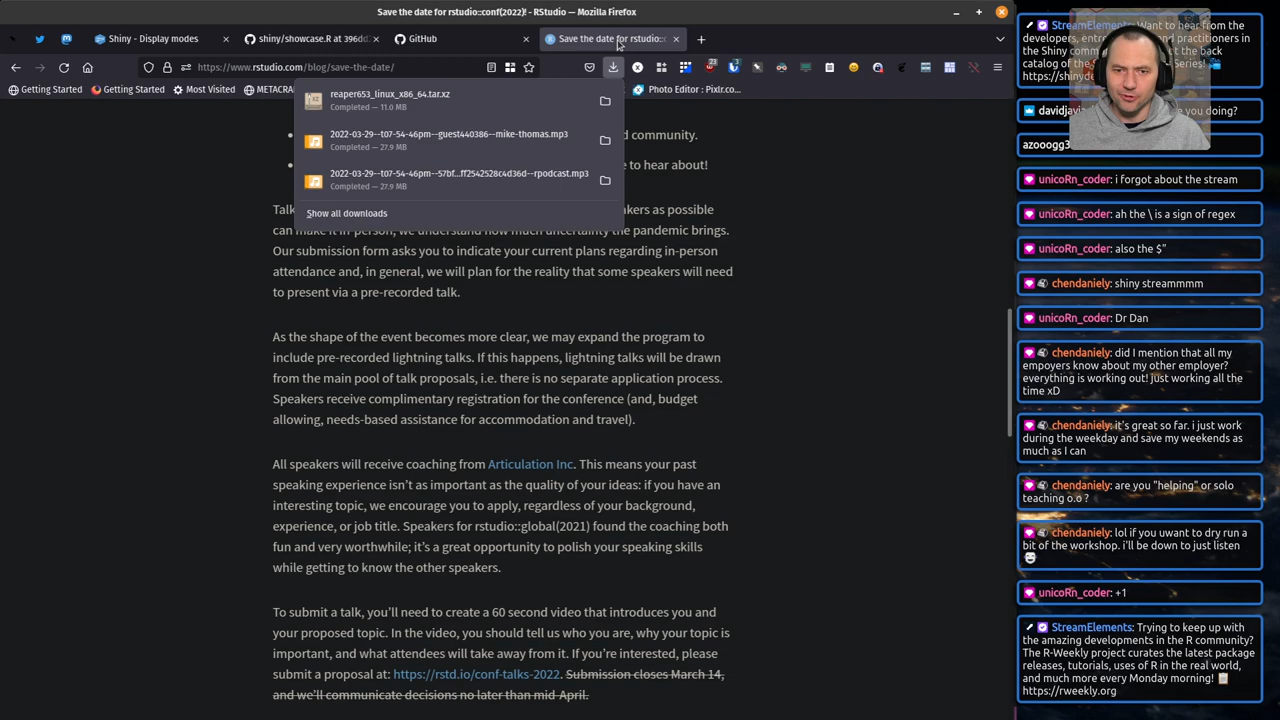 Save the date for rstudio::conf(2022)! - RStudio — Mozilla Firefox
Shiny - Display modes
shiny/showcase.R
Save the date for rstudio::c
https://www.rstudio.com/blog/save-the-date/
23
3
Getting Started
Getting Started
Most Visited
METACRA
Photo Editor : Pixlr.co...
Completed — 11.0 MB
2022-03-29--t07-54-46pm--guest440386--mike-thomas.mp3
Completed — 27.9 MB
2022-03-29--t07-54-46pm--57bf...ff2542528c4d36d--rpodcast.mp3
Completed — 27.9 MB
Show all downloads
d community.
e to hear about!
Talk
akers as possible
can make it in-person, we understand how much uncertainty the pandemic brings.
Our submission form asks you to indicate your current plans regarding in-person
attendance and, in general, we will plan for the reality that some speakers will need
to present via a pre-recorded talk.
As the shape of the event becomes more clear, we may expand the program to
include pre-recorded lightning talks. If this happens, lightning talks will be drawn
from the main pool of talk proposals, i.e. there is no separate application process.
Speakers receive complimentary registration for the conference (and, budget
allowing, needs-based assistance for accommodation and travel).
All speakers will receive coaching from Articulation Inc. This means your past
speaking experience isn't as important as the quality of your ideas: if you have an
interesting topic, we encourage you to apply, regardless of your background,
experience, or job title. Speakers for rstudio::global(2021) found the coaching both
fun and very worthwhile; it's a great opportunity to polish your speaking skills
while getting to know the other speakers.
To submit a talk, you'll need to create a 60 second video that introduces you and
your proposed topic. In the video, you should tell us who you are, why your topic is
important, and what attendees will take away from it. If you're interested, please
submit a proposal at: https://rstd.io/conf-talks-2022. Submission closes March 14,
and we'll communicate decisions no later than mid-April.
StreamElements: Want to hear from the
developers, entre
and practitioners in
the Shiny comm
ct the back
catalog of the
Series!
https://shinyde
davidjavi
you doing?
azooogg3
unicoRn_coder: i forgot about the stream
unicoRn_coder: ah the \ is a sign of regex
unicoRn_coder: also the $"
chendaniely: shiny streammmm
unicoRn_coder: Dr Dan
chendaniely: did I mention that all my
empoyers know about my other employer?
everything is working out! just working all the
time xD
chendaniely: it's great so far. i just work
during the weekday and save my weekends as
much as I can
chendaniely: are you "helping" or solo
teaching o.o ?
chendaniely: lol if you uwant to dry run a
bit of the workshop. i'll be down to just listen
unicoRn_coder: +1
StreamElements: Trying to keep up with
the amazing developments in the R community?
The R-Weekly project curates the latest package
releases, tutorials, uses of R in the real world,
and much more every Monday morning!
https://rweekly.org